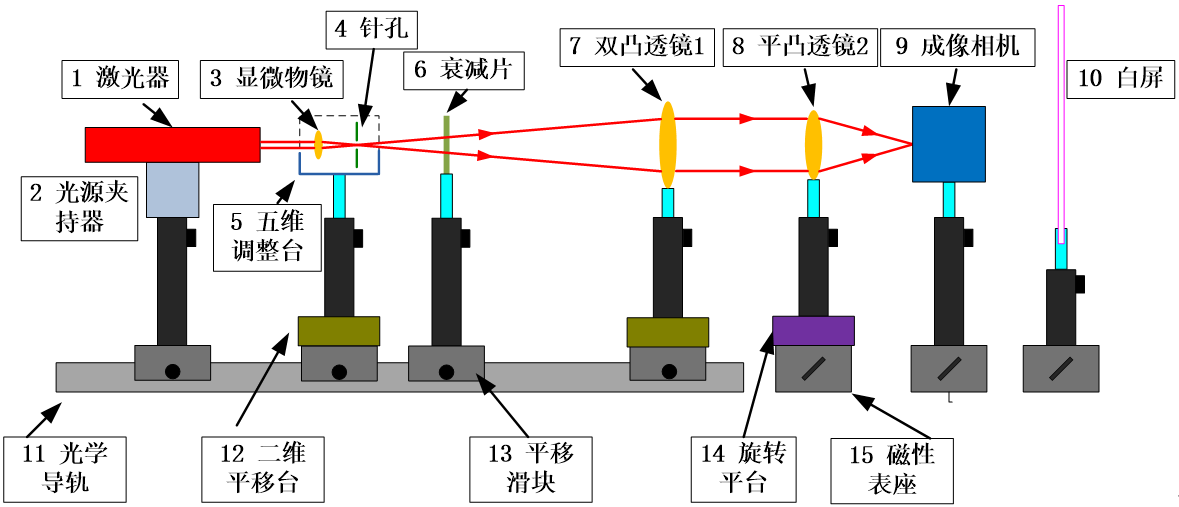 4 针孔
7 双凸透镜1
8 平凸透镜2
9 成像相机
1 激光器
3 显微物镜
6 衰减片
10 白屏
2 光源夹
持器
5 五维
调整台
11 光学
导轨
12 二维
平移台
13 平移
滑块
14 旋转
平台
15 磁性
表座